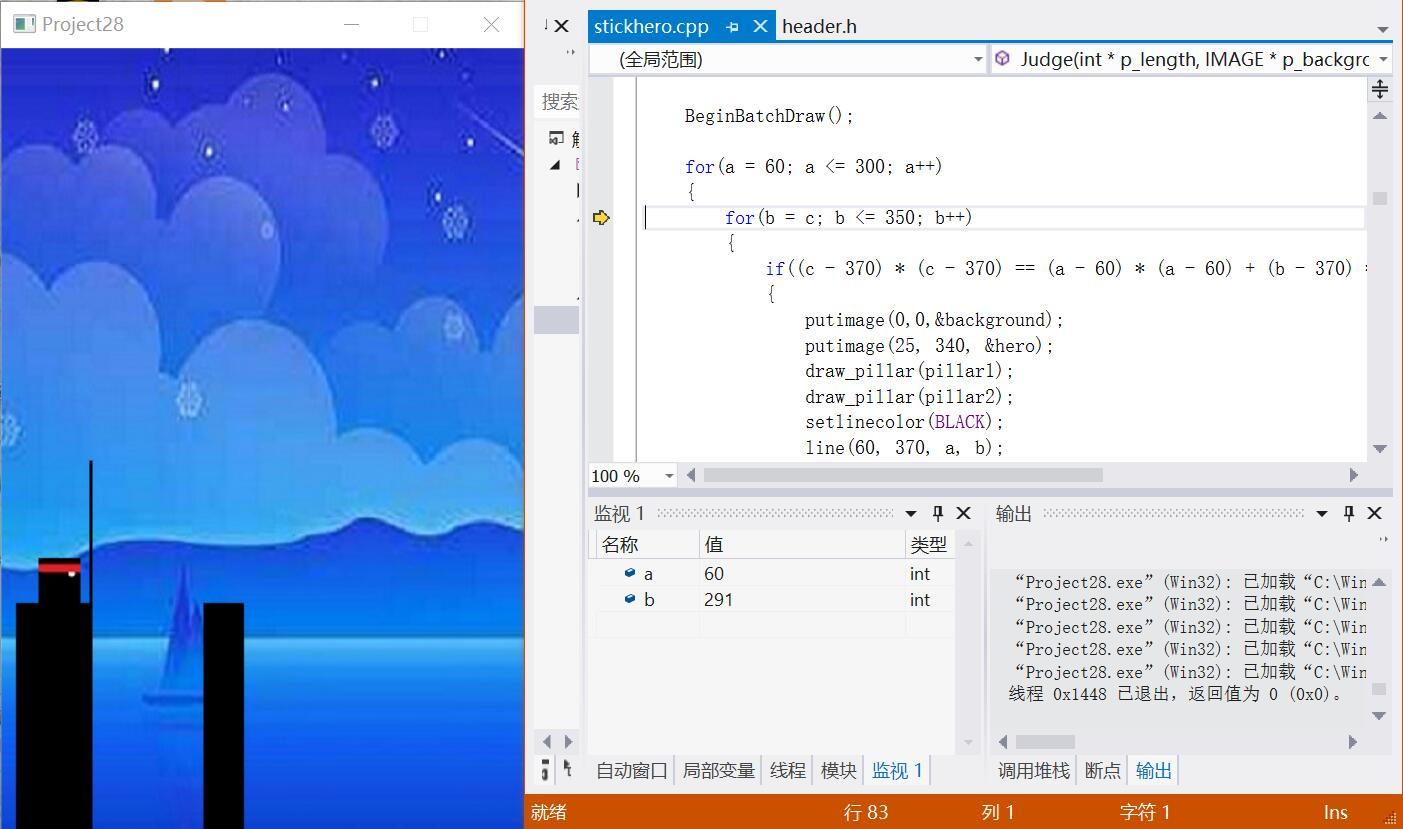 Project28
stickhero.cpp
header.h
(全局范围)
Judge(int * p_length, IMAGE * p_backgro
搜索
BeginBatchDraw();
for(a = 60; a <= 300; a++)
{
for(b = c; b <= 350; b++)
{
if((c - 370) * (c - 370) == (a - 60) * (a - 60) + (b - 370) *
{
putimage(0,0,&background);
putimage(25, 340, &hero);
draw_pillar(pillar1);
draw_pillar(pillar2);
setlinecolor(BLACK);
line(60, 370, a, b);
100 %
监视 1
名称 值 类型
a 60 int
b 291 int
自动窗口 局部变量 线程 模块 监视 1
输出
“Project28.exe”(Win32): 已加载“C:\Win
“Project28.exe”(Win32): 已加载“C:\Win
“Project28.exe”(Win32): 已加载“C:\Win
“Project28.exe”(Win32): 已加载“C:\Win
“Project28.exe”(Win32): 已加载“C:\Win
线程 0x1448 已退出，返回值为 0 (0x0)。
调用堆栈 断点 输出
就绪 行 83 列 1 字符 1 Ins